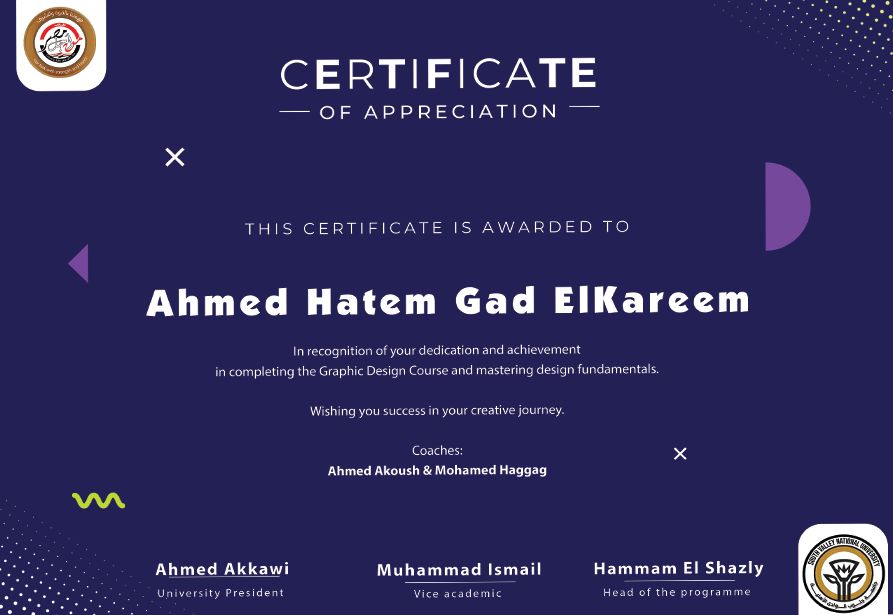 CERTIFICATE
OF APPRECIATION
THIS CERTIFICATE IS AWARDED TO
Ahmed Hatem Gad ElKareem
In recognition of your dedication and achievement
in completing the Graphic Design Course and mastering design fundamentals.
Wishing you success in your creative journey.
Coaches:
Ahmed Akoush & Mohamed Haggag
Ahmed Akkawi
University President
Muhammad Ismail
Vice academic
Hammam El Shazly
Head of the programme
SOUTH VALLEY NATIONAL UNIVERSITY